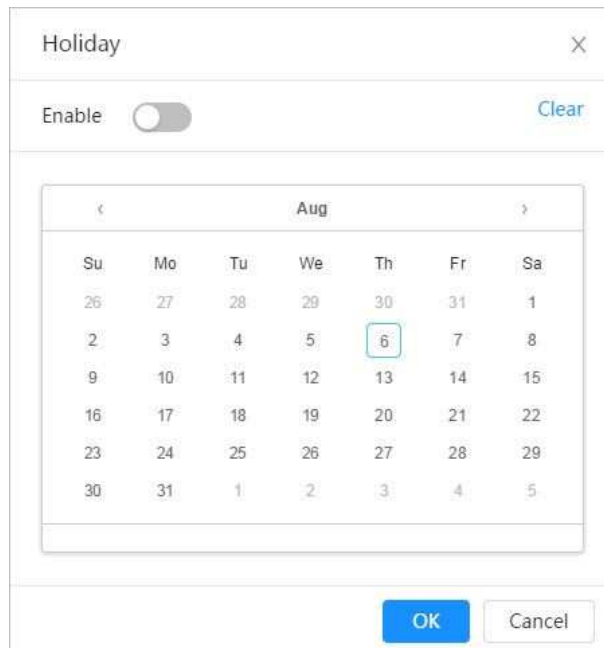 Holiday ×
Enable Clear
‹ Aug ›
Su Mo Tu We Th Fr Sa
26 27 28 29 30 31 1
2 3 4 5 6 7 8
9 10 11 12 13 14 15
16 17 18 19 20 21 22
23 24 25 26 27 28 29
30 31 1 2 3 4 5
OK Cancel